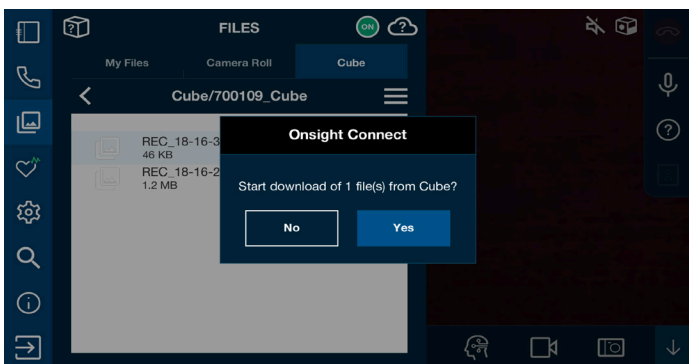 FILES
ON
My Files
Camera Roll
Cube
Cube/700109_Cube
REC_18-16-3
46 KB
REC_18-16-2
1.2 MB
Onsight Connect
Start download of 1 file(s) from Cube?
No
Yes